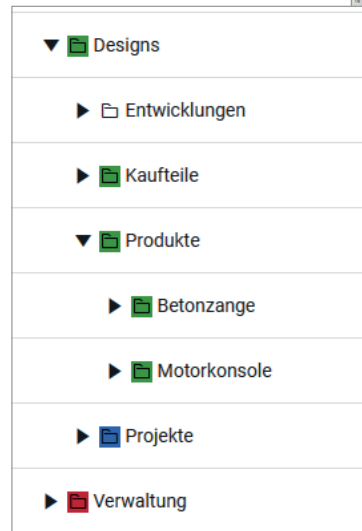 Designs
Entwicklungen
Kaufteile
Produkte
Betonzange
Motorkonsole
Projekte
Verwaltung